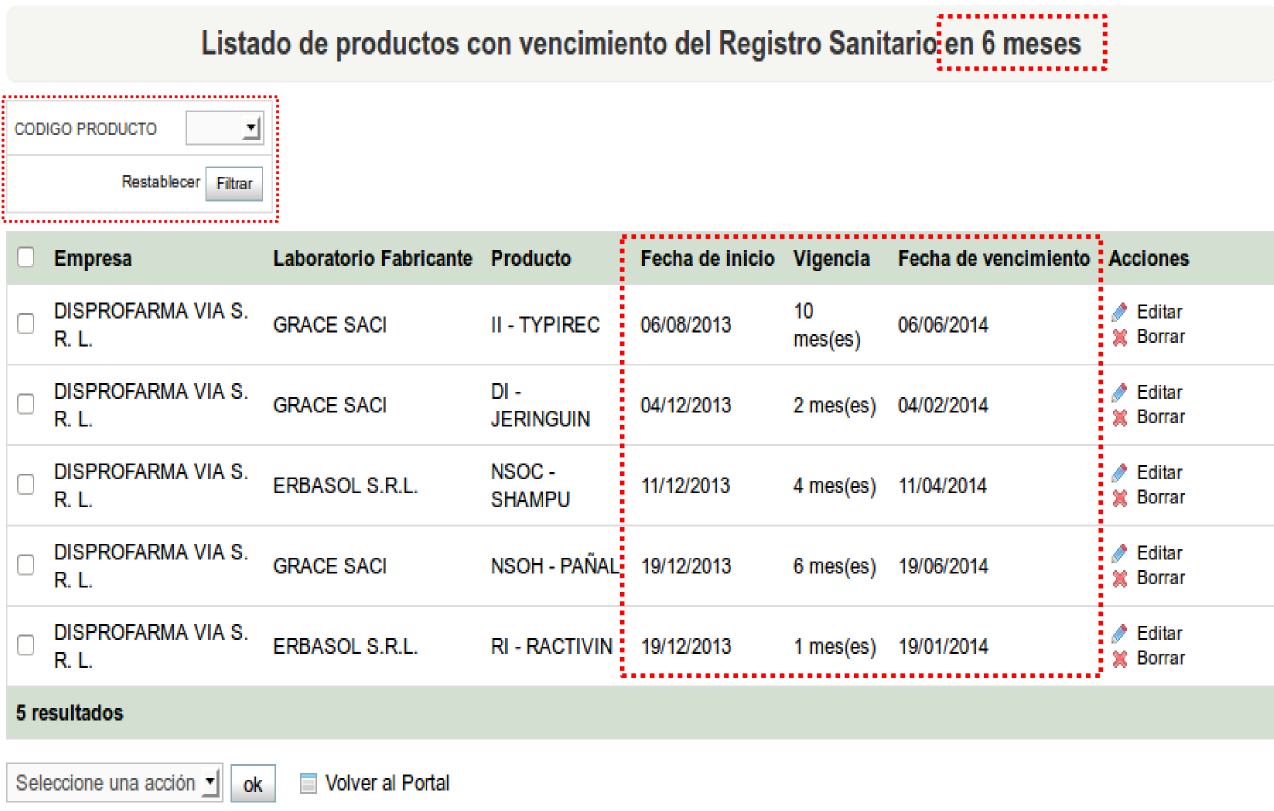 Listado de productos con vencimiento del Registro Sanitario en 6 meses
CODIGO PRODUCTO
Restablecer Filtrar
Empresa Laboratorio Fabricante Producto Fecha de inicio Vigencia Fecha de vencimiento Acciones
DISPROFARMA VIA S. R. L. GRACE SACI II - TYPIREC 06/08/2013 10 mes(es) 06/06/2014 Editar Borrar
DISPROFARMA VIA S. R. L. GRACE SACI DI - JERINGUIN 04/12/2013 2 mes(es) 04/02/2014 Editar Borrar
DISPROFARMA VIA S. R. L. ERBASOL S.R.L. NSOC - SHAMPU 11/12/2013 4 mes(es) 11/04/2014 Editar Borrar
DISPROFARMA VIA S. R. L. GRACE SACI NSOH - PAÑAL 19/12/2013 6 mes(es) 19/06/2014 Editar Borrar
DISPROFARMA VIA S. R. L. ERBASOL S.R.L. RI - RACTIVIN 19/12/2013 1 mes(es) 19/01/2014 Editar Borrar
5 resultados
Seleccione una acción ok Volver al Portal